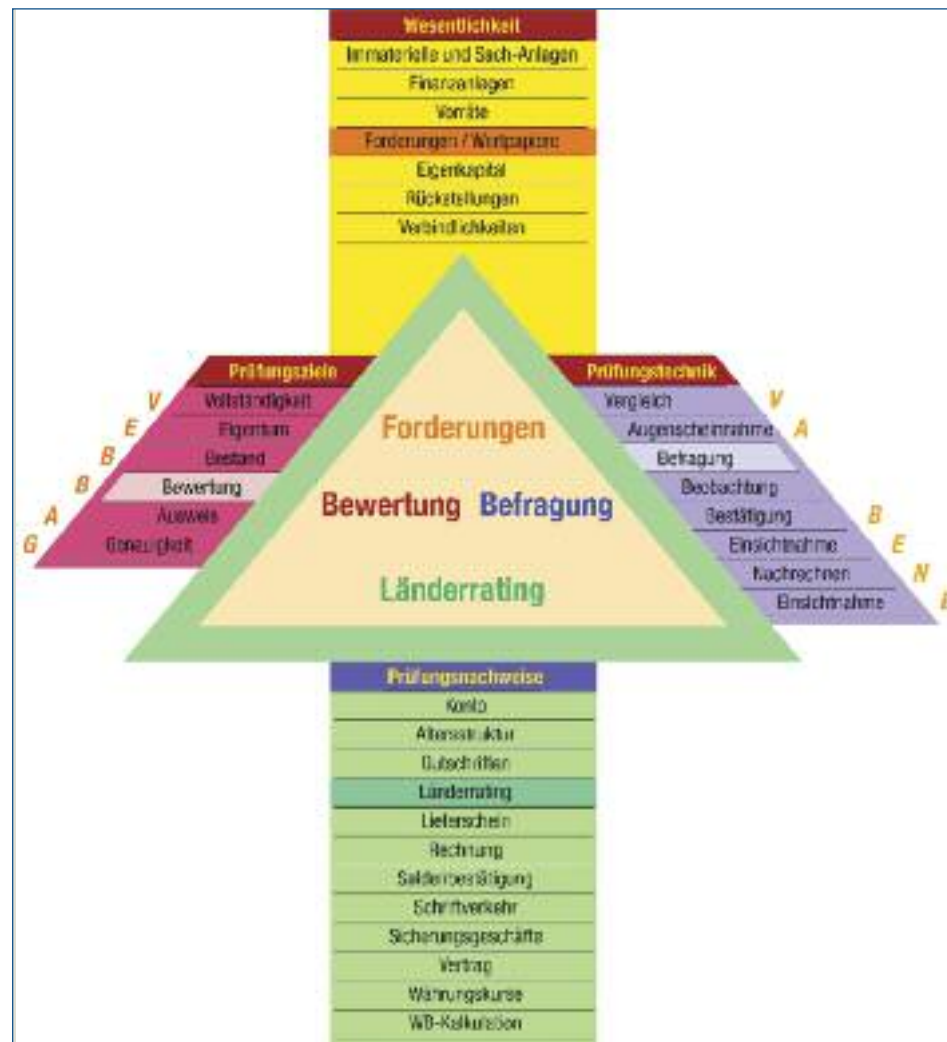 Wesentlichkeit
Immaterielle und Sach-Anlagen
Finanzanlagen
Vorräte
Forderungen / Wertpapiere
Eigenkapital
Rückstellungen
Verbindlichkeiten
Prüfungsziele
V Vollständigkeit
E Eigentum
B Bestand
B Bewertung
A Ausweis
G Genauigkeit
Forderungen
Bewertung Befragung
Länderrating
Prüfungstechnik
Vergleich V
Augenscheinnahme A
Befragung
Beobachtung
Bestätigung B
Einsichtnahme E
Nachrechnen N
Einsichtnahme
Prüfungsnachweise
Konto
Altersstruktur
Gutschriften
Länderrating
Lieferschein
Rechnung
Saldenbestätigung
Schriftverkehr
Sicherungsgeschäfte
Vertrag
Währungskurse
WB-Kalkulation